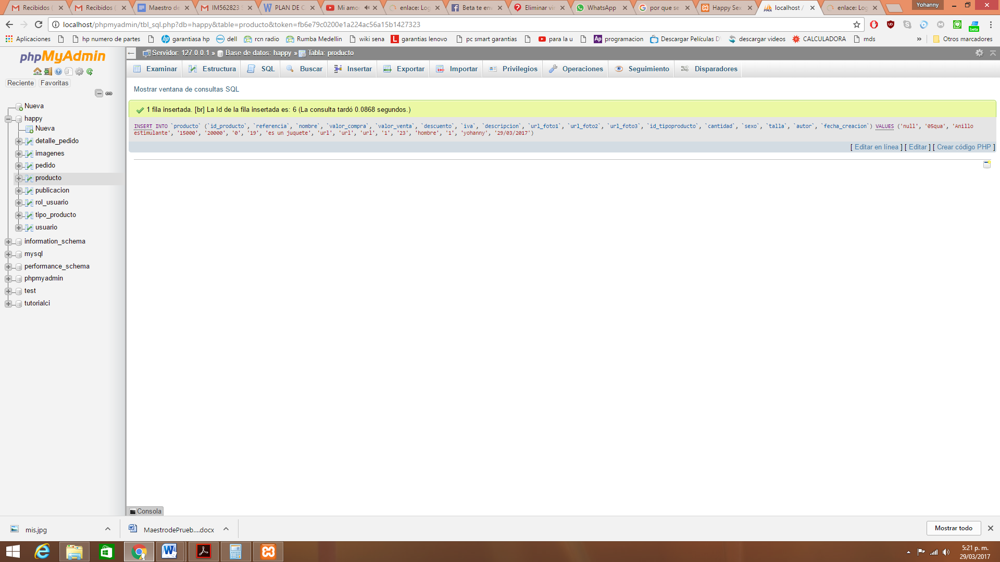 Recibidos (
Recibidos (
Maestro de
IM562823
PLAN DE C
Mi amo
enlace: Log
Beta te env
Eliminar vir
WhatsApp
por que se
Happy Sex
localhost /
enlace: Log
Yohanny
localhost/phpmyadmin/tbl_sql.php?db=happy&table=producto&token=fb6e79c0200e1a224ac56a15b1427323
Aplicaciones
hp numero de partes
garantiasa hp
dell
rcn radio
Rumba Medellin
wiki sena
garantias lenovo
pc smart garantias
para la u
programacion
Descargar Películas D
descargar videos
CALCULADORA
mds
»
Otros marcadores
phpMyAdmin
Reciente Favoritas
Nueva
happy
Nueva
detalle_pedido
imagenes
pedido
producto
publicacion
rol_usuario
tipo_producto
usuario
information_schema
mysql
performance_schema
phpmyadmin
test
tutorialci
Servidor: 127.0.0.1 » Base de datos: happy » Tabla: producto
Examinar Estructura SQL Buscar Insertar Exportar Importar Privilegios Operaciones Seguimiento Disparadores
Mostrar ventana de consultas SQL
1 fila insertada. [br] La Id de la fila insertada es: 6 (La consulta tardó 0.0868 segundos.)
INSERT INTO `producto` (`id_producto`, `referencia`, `nombre`, `valor_compra`, `valor_venta`, `descuento`, `iva`, `descripcion`, `url_foto1`, `url_foto2`, `url_foto3`, `id_tipoproducto`, `cantidad`, `sexo`, `talla`, `autor`, `fecha_creacion`) VALUES ('null', '05qua', 'Anillo
estimulante', '15000', '20000', '0', '19', 'es un juquete', 'url', 'url', 'url', '1', '23', 'hombre', '1', 'yohanny', '29/03/2017')
[ Editar en línea ] [ Editar ] [ Crear código PHP ]
Consola
mis.jpg
MaestrodePrueb....docx
Mostrar todo
5:21 p. m.
29/03/2017